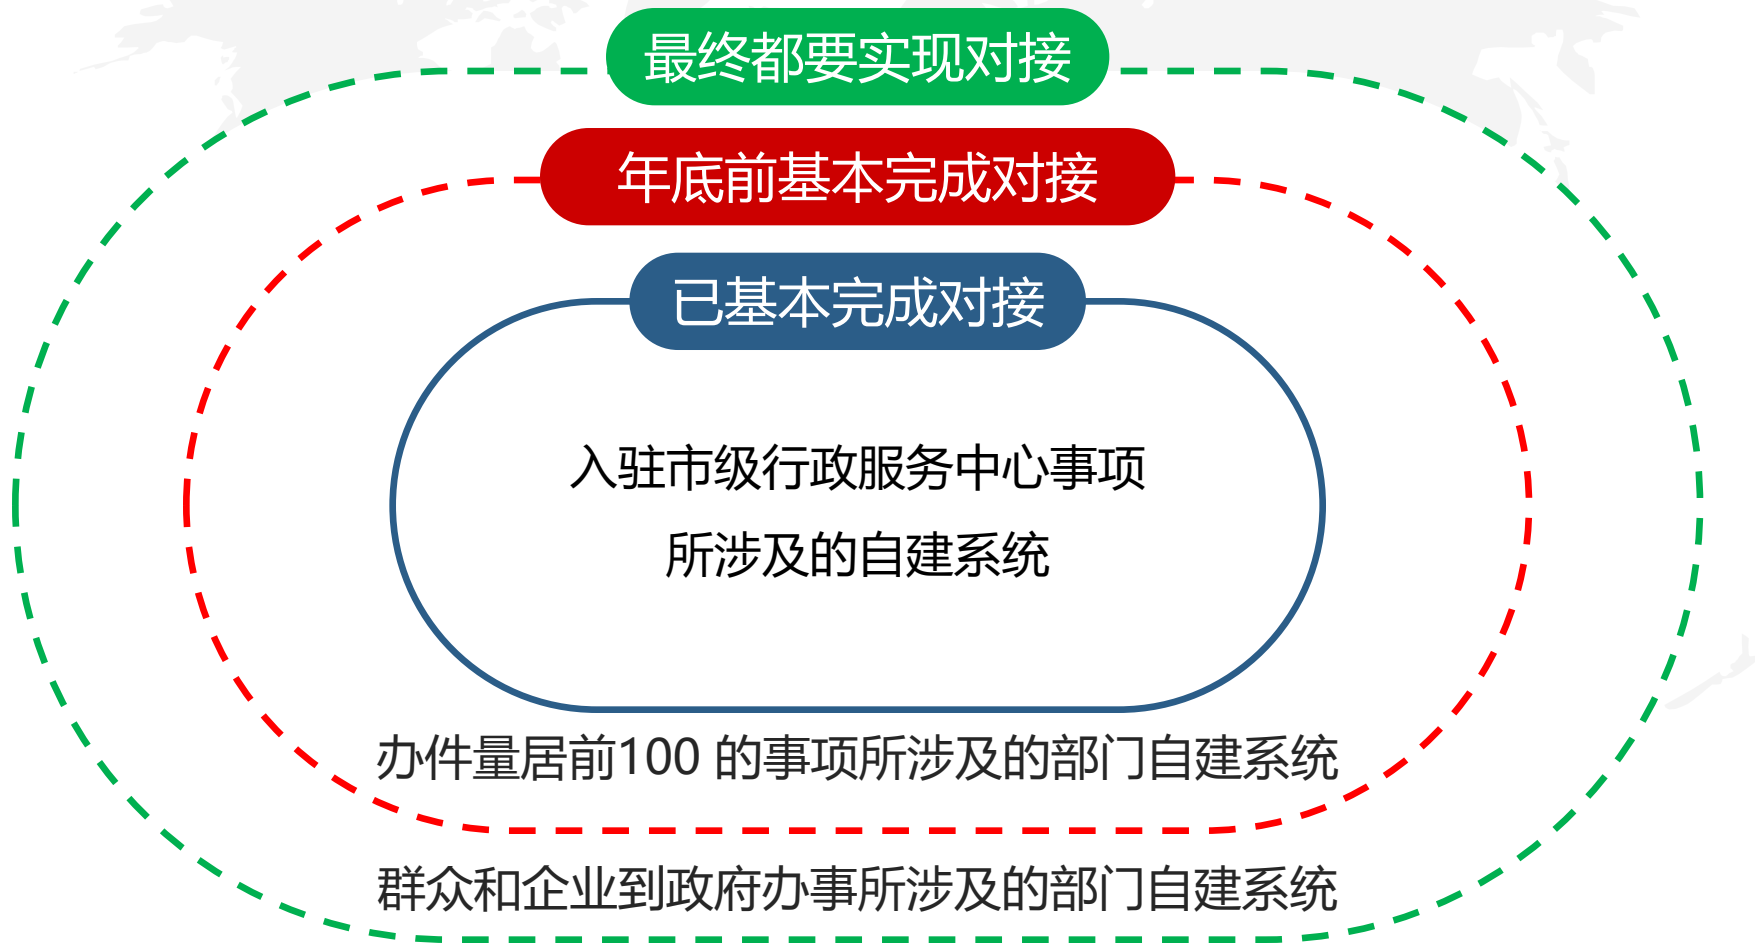 最终都要实现对接
年底前基本完成对接
已基本完成对接
入驻市级行政服务中心事项
所涉及的自建系统
办件量居前100 的事项所涉及的部门自建系统
群众和企业到政府办事所涉及的部门自建系统